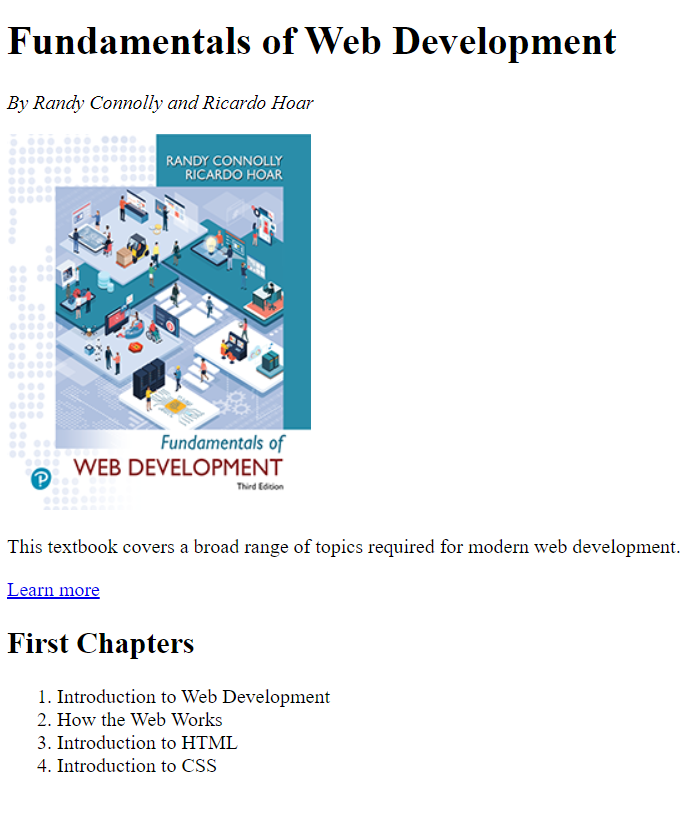 Fundamentals of Web Development
By Randy Connolly and Ricardo Hoar
RANDY CONNOLLY
RICARDO HOAR
Fundamentals of
WEB DEVELOPMENT
Third Edition
P
This textbook covers a broad range of topics required for modern web development.
Learn more
First Chapters
1. Introduction to Web Development
2. How the Web Works
3. Introduction to HTML
4. Introduction to CSS